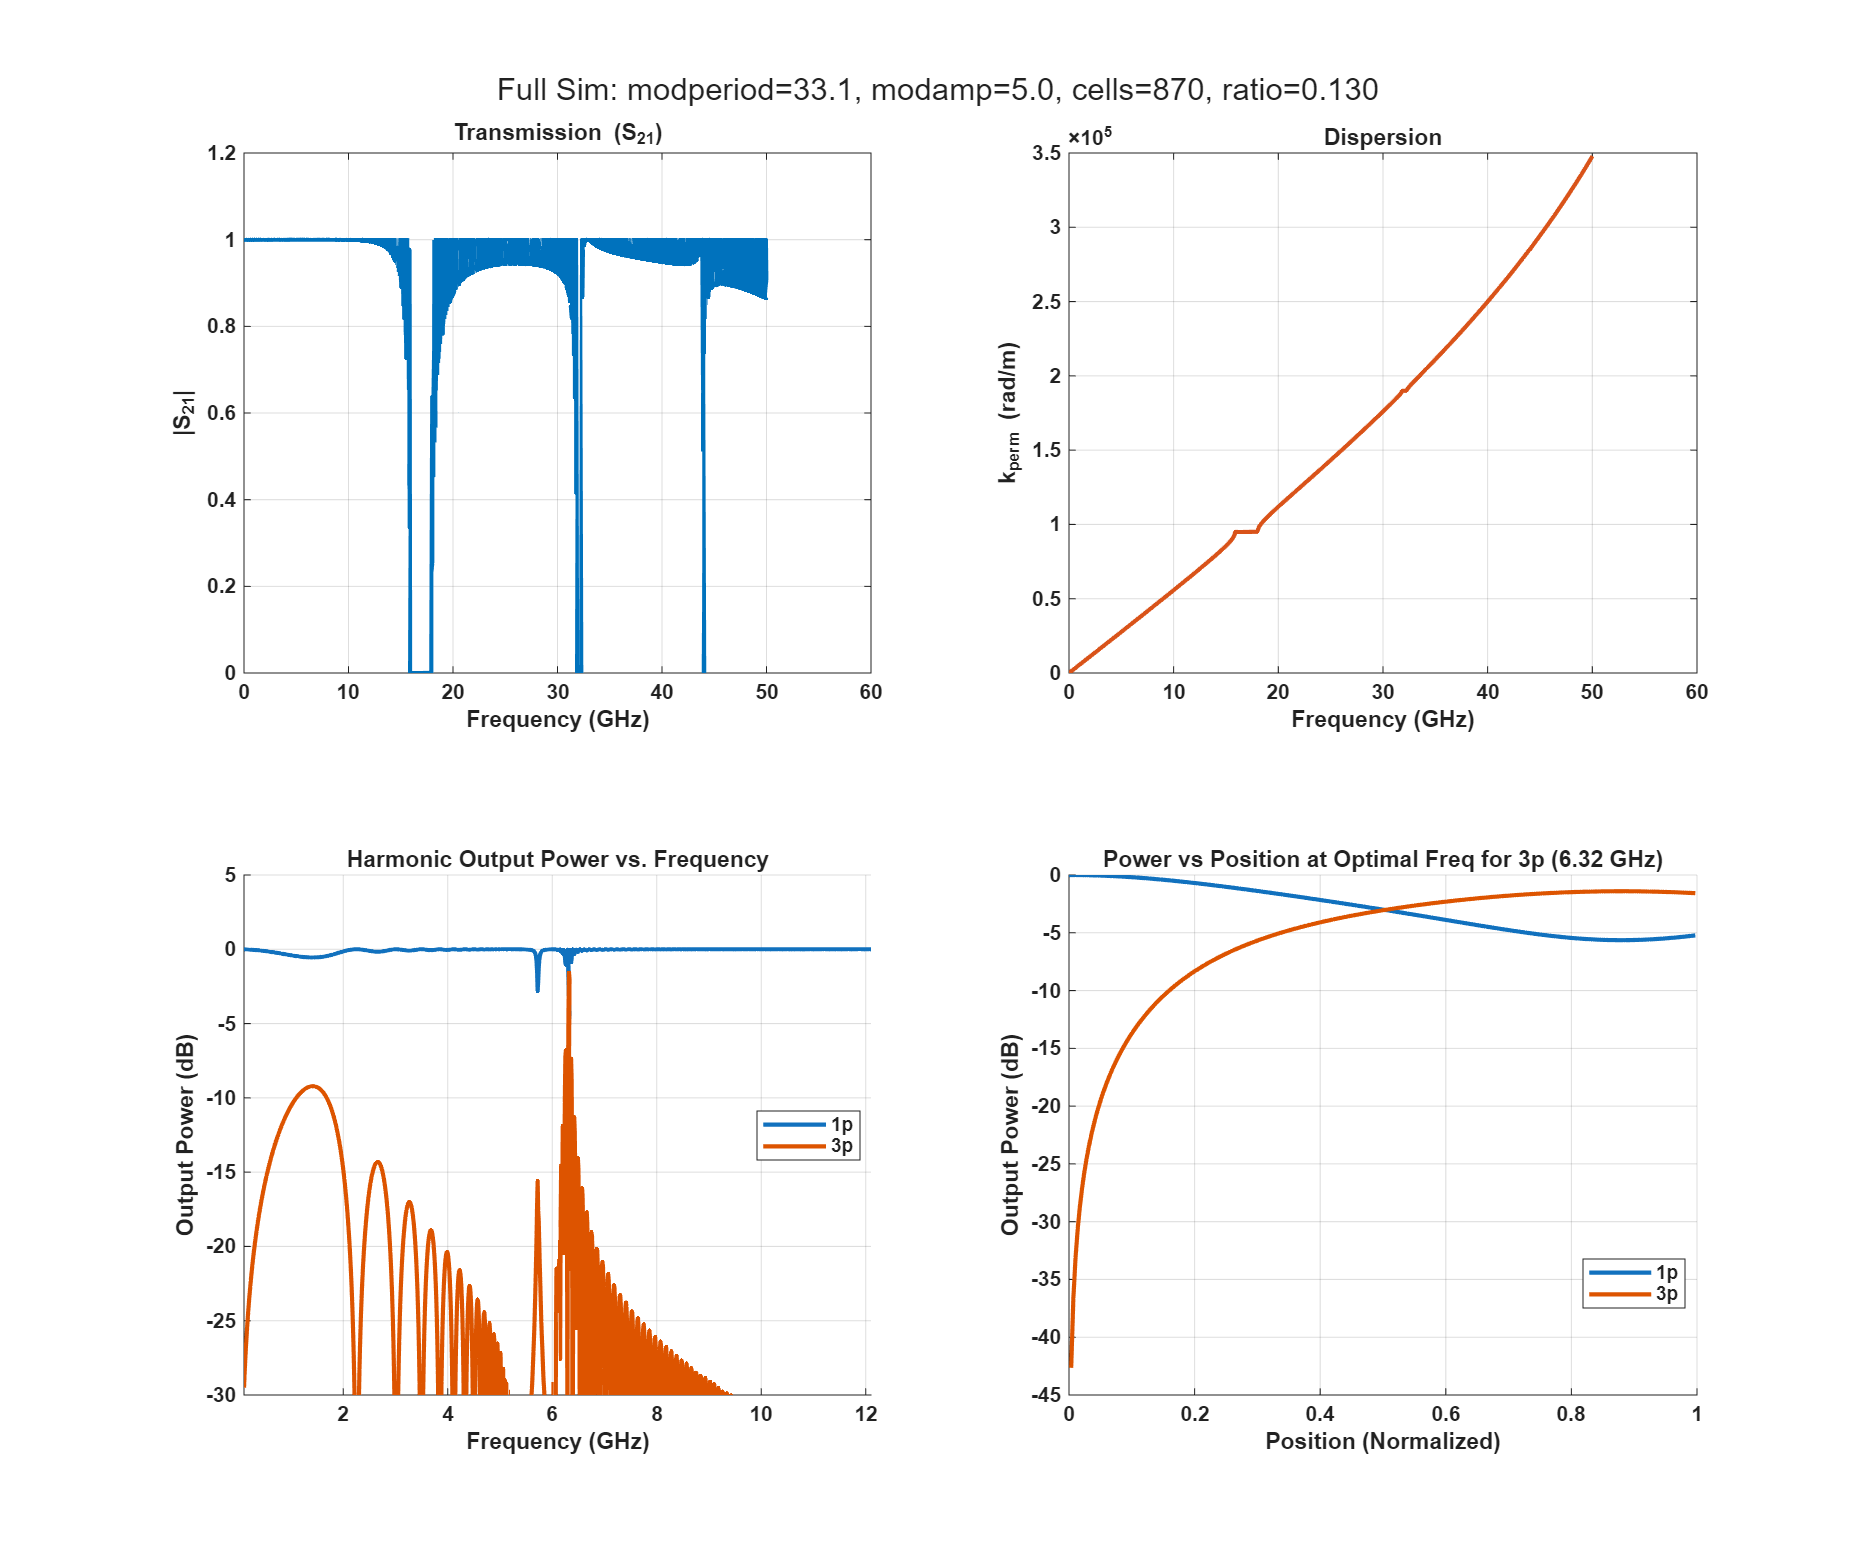 Full Sim: modperiod=33.1, modamp=5.0, cells=870, ratio=0.130
Transmission (S21)
1.2
1
0.8
0.6
0.4
0.2
0
0 10 20 30 40 50 60
Frequency (GHz)
|S21|
Dispersion
×10^5
3.5
3
2.5
2
1.5
1
0.5
0
0 10 20 30 40 50 60
Frequency (GHz)
kperm (rad/m)
Harmonic Output Power vs. Frequency
5
0
-5
-10
-15
-20
-25
-30
2 4 6 8 10 12
Frequency (GHz)
Output Power (dB)
1p
3p
Power vs Position at Optimal Freq for 3p (6.32 GHz)
0
-5
-10
-15
-20
-25
-30
-35
-40
-45
0 0.2 0.4 0.6 0.8 1
Position (Normalized)
Output Power (dB)
1p
3p